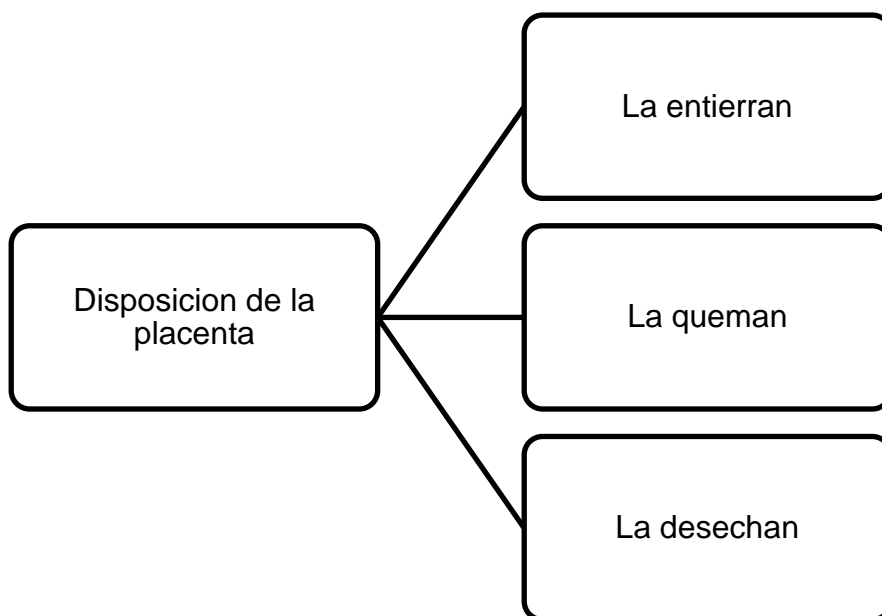 Disposicion de la
placenta
La entierran
La queman
La desechan